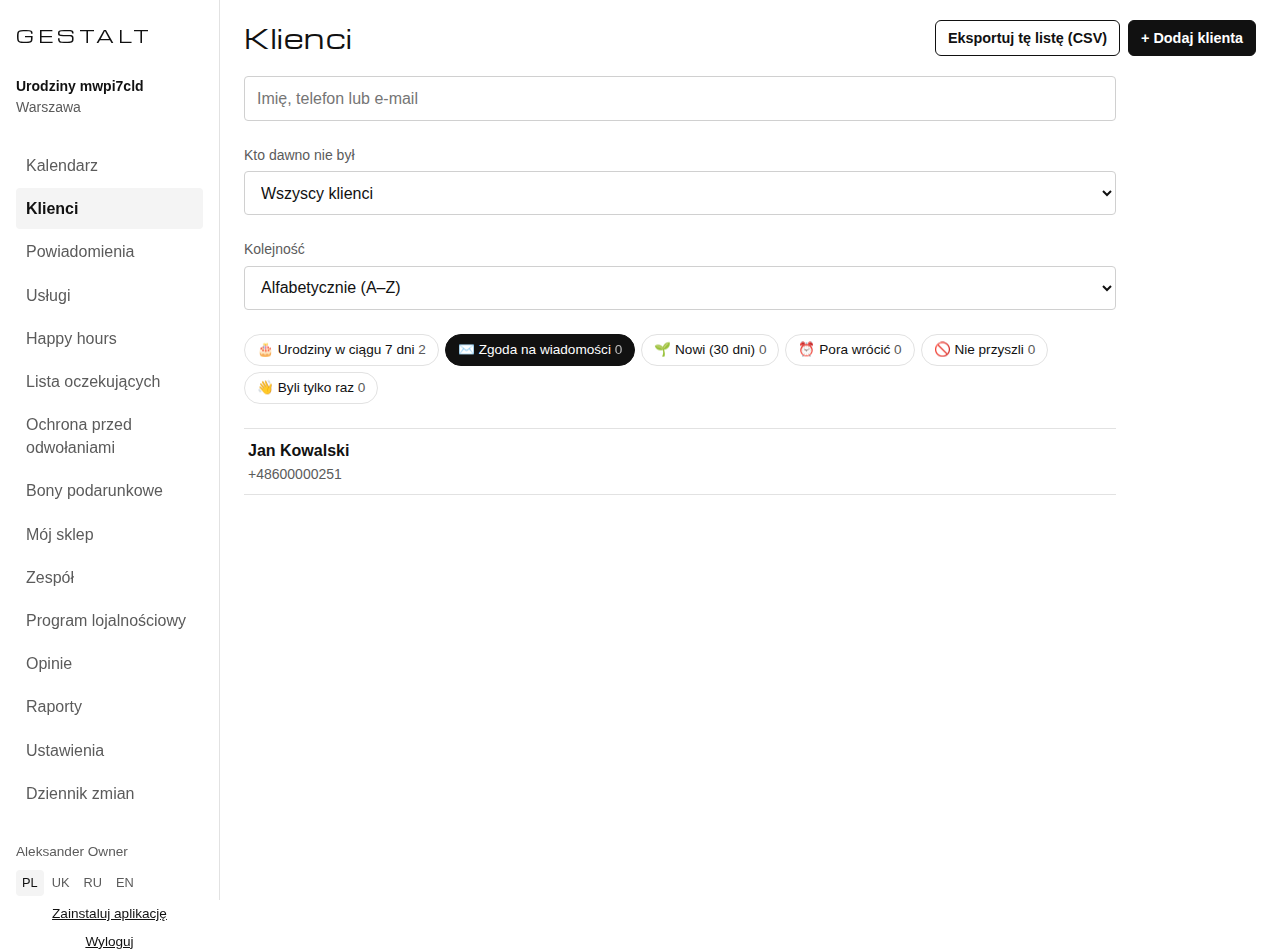 GESTALT
Urodziny mwpi7cld
Warszawa
Kalendarz
Klienci
Powiadomienia
Usługi
Happy hours
Lista oczekujących
Ochrona przed
odwołaniami
Bony podarunkowe
Mój sklep
Zespół
Program lojalnościowy
Opinie
Raporty
Ustawienia
Dziennik zmian
Aleksander Owner
PL UK RU EN
Zainstaluj aplikację
Wyloguj
Klienci
Eksportuj tę listę (CSV)
+ Dodaj klienta
Imię, telefon lub e-mail
Kto dawno nie był
Wszyscy klienci
Kolejność
Alfabetycznie (A–Z)
🎂 Urodziny w ciągu 7 dni 2 ✉️ Zgoda na wiadomości 0 🌱 Nowi (30 dni) 0 ⏰ Pora wrócić 0 🚫 Nie przyszli 0
👋 Byli tylko raz 0
Jan Kowalski
+48600000251